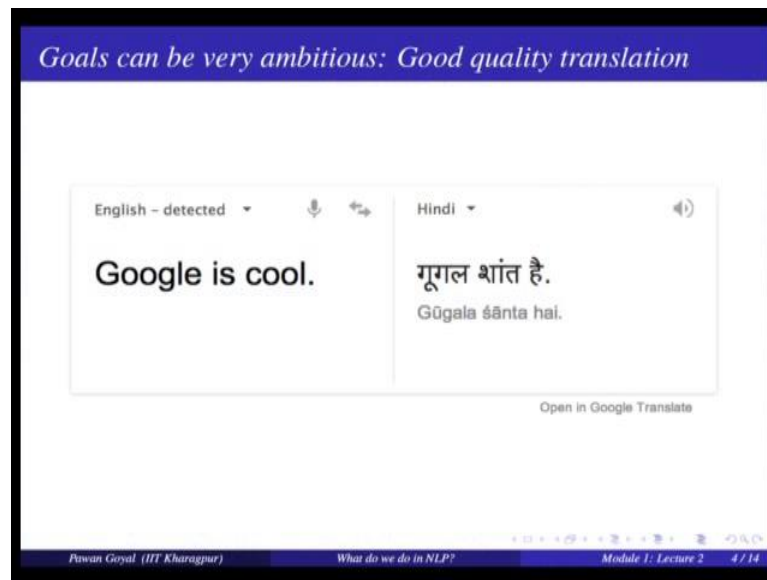 Goals can be very ambitious: Good quality translation
English – detected
Hindi
Google is cool.
गूगल शांत है.
Gūgala śānta hai.
Open in Google Translate
Pawan Goyal (IIT Kharagpur) What do we do in NLP? Module 1: Lecture 2 4 / 14